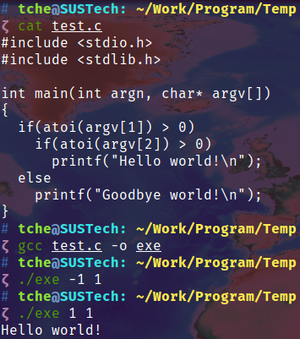 # tche@SUSTech: ~/Work/Program/Temp
ζ cat test.c
#include <stdio.h>
#include <stdlib.h>

int main(int argn, char* argv[])
{
  if(atoi(argv[1]) > 0)
    if(atoi(argv[2]) > 0)
      printf("Hello world!\n");
  else
    printf("Goodbye world!\n");
}
# tche@SUSTech: ~/Work/Program/Temp
ζ gcc test.c -o exe
# tche@SUSTech: ~/Work/Program/Temp
ζ ./exe -1 1
# tche@SUSTech: ~/Work/Program/Temp
ζ ./exe 1 1
Hello world!